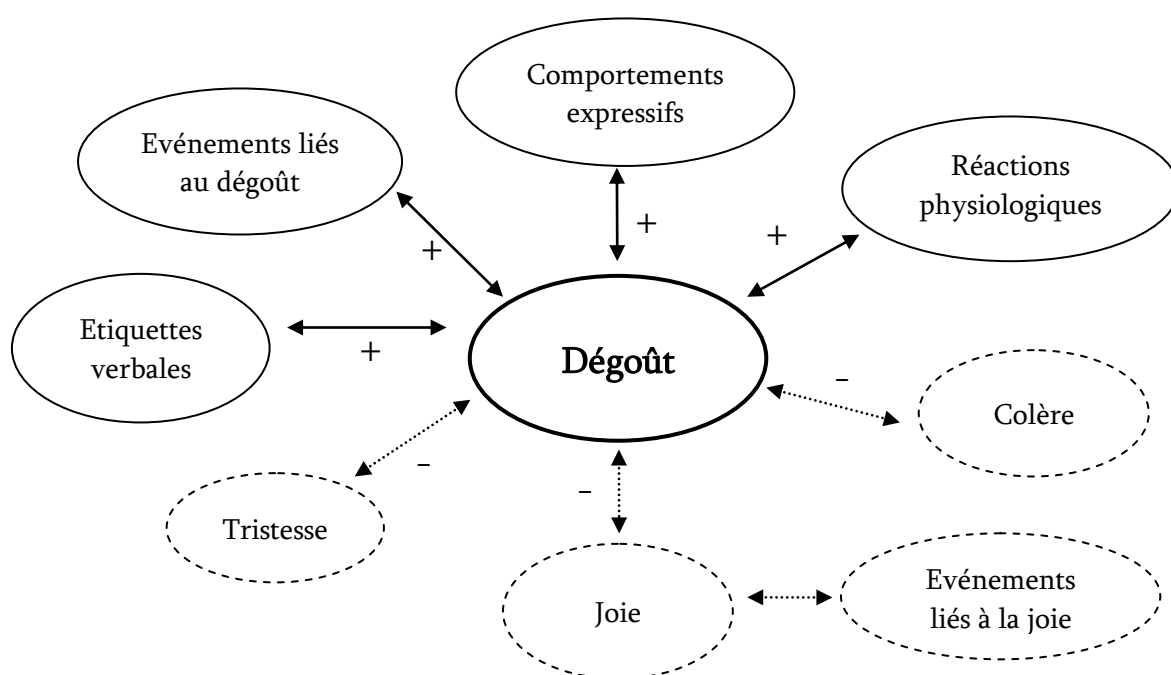 Comportements
expressifs
Evénements liés
au dégoût
Réactions
physiologiques
+
+
+
Etiquettes
verbales
+
Dégoût
–
Colère
–
–
Tristesse
Joie
Evénements
liés à la joie